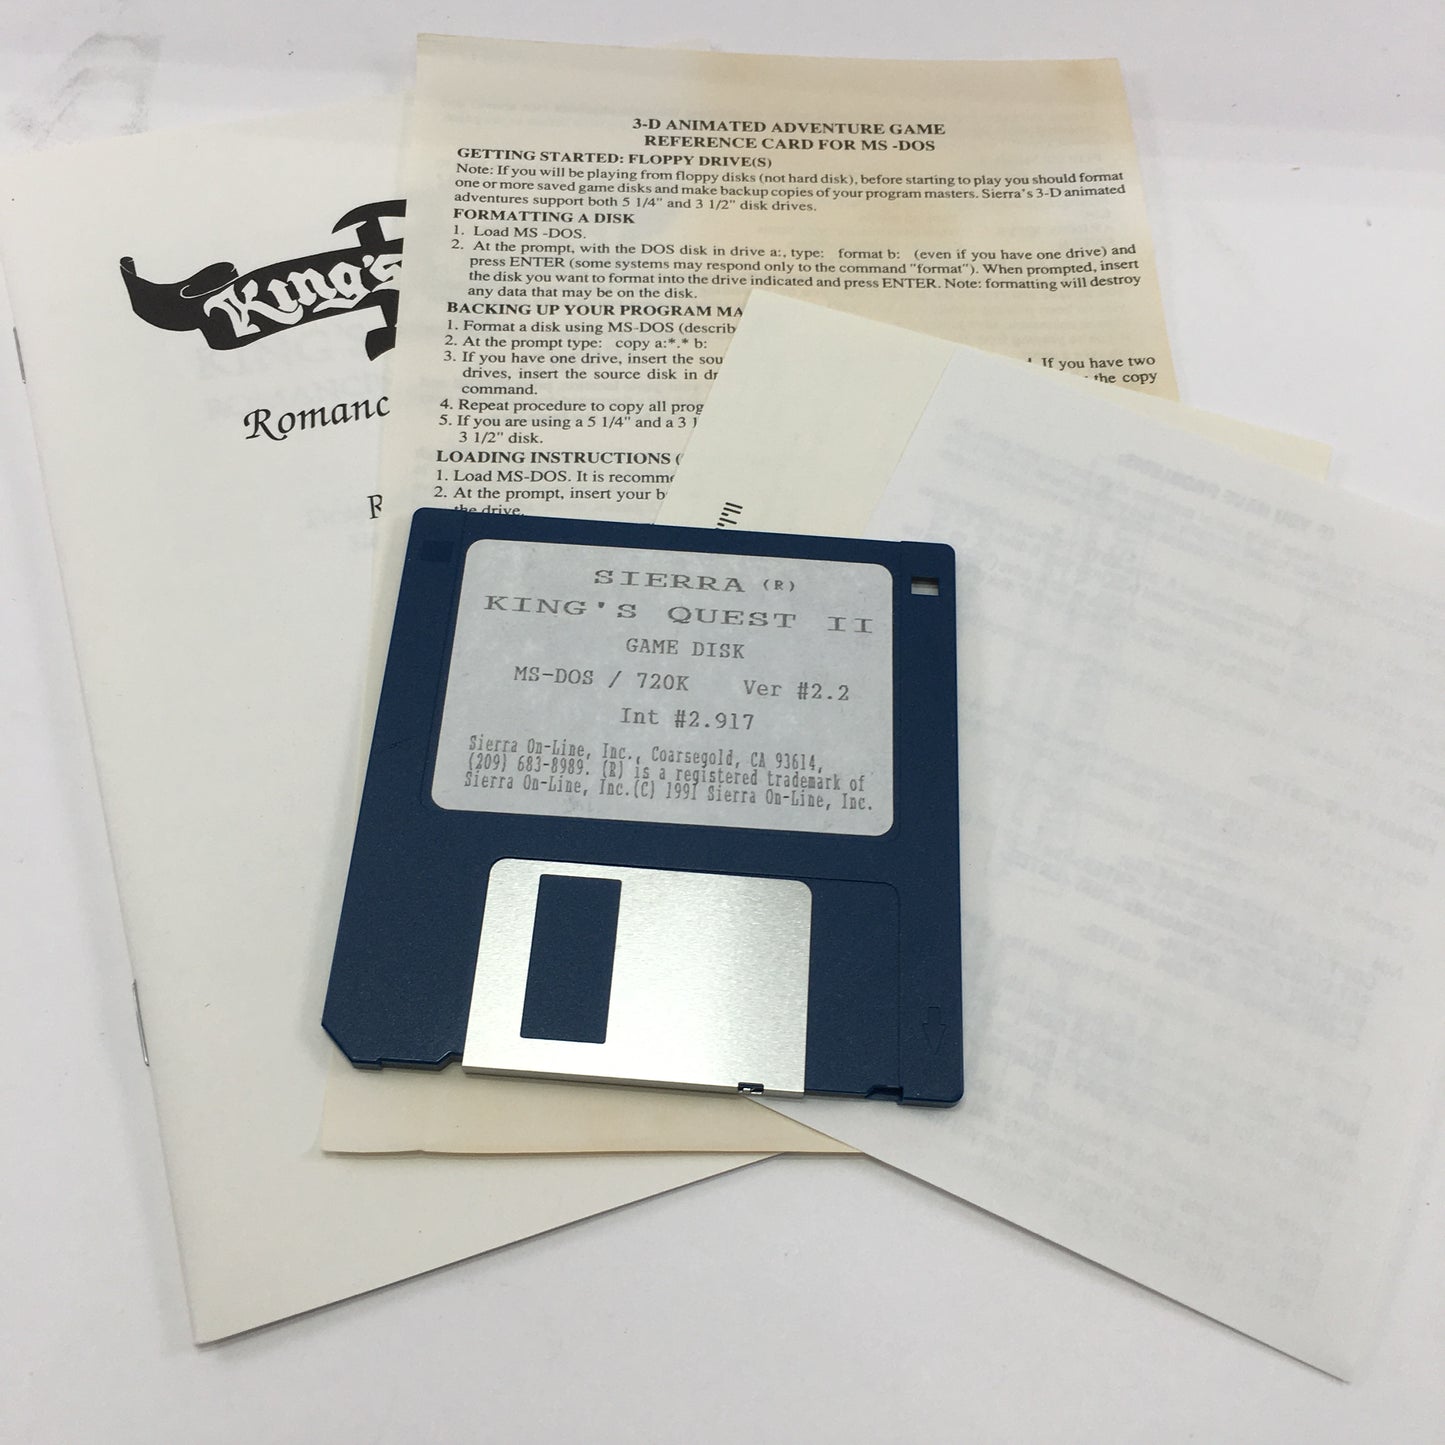 King's
Romanc
3-D ANIMATED ADVENTURE GAME
REFERENCE CARD FOR MS -DOS
GETTING STARTED: FLOPPY DRIVE(S)
Note: If you will be playing from floppy disks (not hard disk), before starting to play you should format
one or more saved game disks and make backup copies of your program masters. Sierra's 3-D animated
adventures support both 5 1/4" and 3 1/2" disk drives.
FORMATTING A DISK
1. Load MS -DOS.
2. At the prompt, with the DOS disk in drive a:, type: format b: (even if you have one drive) and
press ENTER (some systems may respond only to the command "format"). When prompted, insert
the disk you want to format into the drive indicated and press ENTER. Note: formatting will destroy
any data that may be on the disk.
BACKING UP YOUR PROGRAM MA
1. Format a disk using MS-DOS (describ
2. At the prompt type: copy a:*.* b:
3. If you have one drive, insert the sou If you have two
drives, insert the source disk in dr the copy
command.
4. Repeat procedure to copy all prog
5. If you are using a 5 1/4" and a 3 1
3 1/2" disk.
LOADING INSTRUCTIONS (
1. Load MS-DOS. It is recomme
2. At the prompt, insert your b
the drive.
SIERRA (R)
KING'S QUEST II
GAME DISK
MS-DOS / 720K Ver #2.2
Int #2.917
Sierra On-Line, Inc., Coarsegold, CA 93614,
(209) 683-8989. (R) is a registered trademark of
Sierra On-Line, Inc.(C) 1991 Sierra On-Line, Inc.